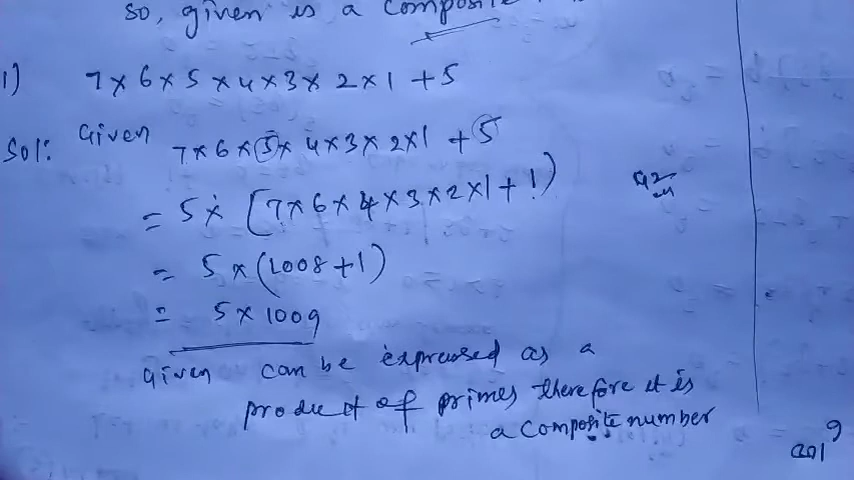 so, given is a composite
1) 7 x 6 x 5 x 4 x 3 x 2 x 1 + 5
Sol: Given 7 x 6 x 5 x 4 x 3 x 2 x 1 + 5
= 5 x [7 x 6 x 4 x 3 x 2 x 1 + 1)
= 5 x (1008 + 1)
= 5 x 1009
Given can be expressed as a
product of primes therefore it is
a composite number